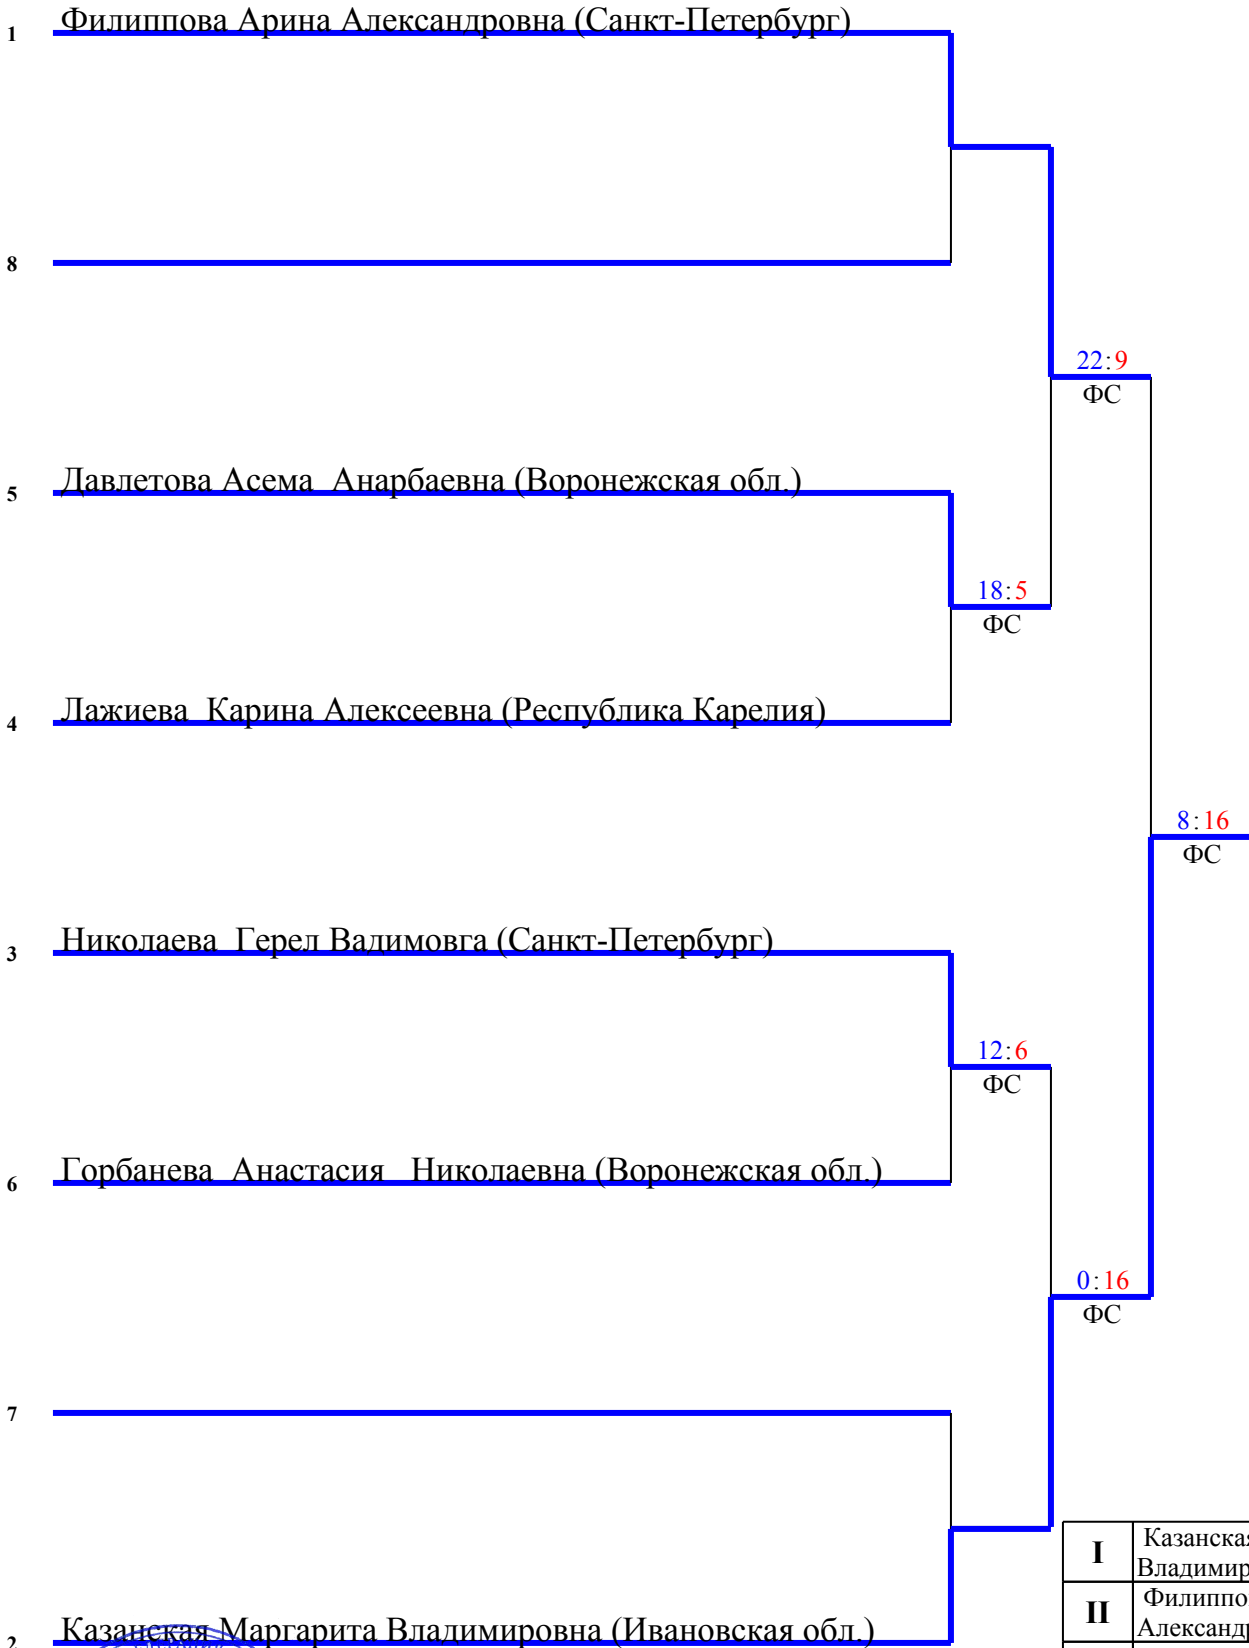 1 Филиппова Арина Александровна (Санкт-Петербург)
8
22:9
ФС
5 Давлетова Асема Анарбаевна (Воронежская обл.)
18:5
ФС
4 Лажиева Карина Алексеевна (Республика Карелия)
8:16
ФС
3 Николаева Герел Вадимовга (Санкт-Петербург)
12:6
ФС
6 Горбанева Анастасия Николаевна (Воронежская обл.)
0:16
ФС
7
I Казанская
Владимир
II Филиппов
Александ
2 Казанская Маргарита Владимировна (Ивановская обл.)